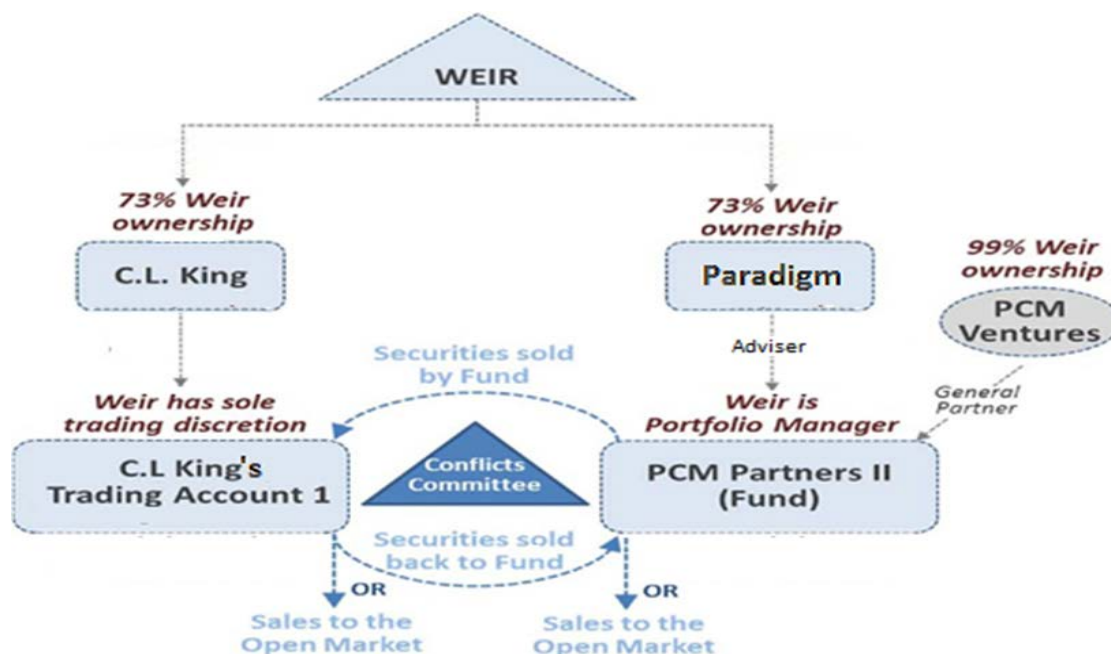 WEIR
73% Weir
ownership
73% Weir
ownership
99% Weir
ownership
C.L. King
Paradigm
PCM
Ventures
Adviser
General
Partner
Securities sold
by Fund
Weir has sole
trading discretion
Weir is
Portfolio Manager
C.L King's
Trading Account 1
Conflicts
Committee
PCM Partners II
(Fund)
Securities sold
back to Fund
OR
OR
Sales to the
Open Market
Sales to the
Open Market